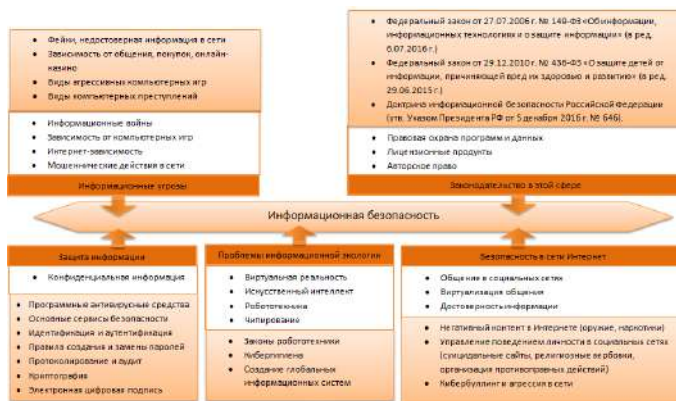 Фейки, недостоверная информация в сети
Зависимость от общения, покупок, онлайн-
казино
Виды агрессивных компьютерных игр
Виды компьютерных преступлений
Информационные войны
Зависимость от компьютерных игр
Интернет-зависимость
Мошеннические действия в сети
Информационные угрозы
Федеральный закон от 27.07.2006 г. № 149-ФЗ «Об информации,
информационных технологиях и о защите информации» (в ред.
6.07.2016 г.)
Федеральный закон от 29.12.2010 г. № 436-ФЗ «О защите детей от
информации, причиняющей вред их здоровью и развитию» (в ред.
29.06.2015 г.)
Доктрина информационной безопасности Российской Федерации
(утв. Указом Президента РФ от 5 декабря 2016 г. № 646).
Правовая охрана программ и данных
Лицензионные продукты
Авторское право
Законодательство в этой сфере
Информационная безопасность
Защита информации
Конфиденциальная информация
Программные антивирусные средства
Основные сервисы безопасности
Идентификация и аутентификация
Правила создания и замены паролей
Протоколирование и аудит
Криптография
Электронная цифровая подпись
Проблемы информационной экологии
Виртуальная реальность
Искусственный интеллект
Робототехника
Чипирование
Законы робототехники
Киберплена
Создание глобальных
информационных систем
Безопасность в сети Интернет
Общение в социальных сетях
Виртуализация общения
Достоверность информации
Негативный контент в Интернете (оружие, наркотики)
Управление поведением личности в социальных сетях
(суицидальные сайты, религиозные вербовки,
организация противоправных действий)
Кибербуллинг и агрессия в сети